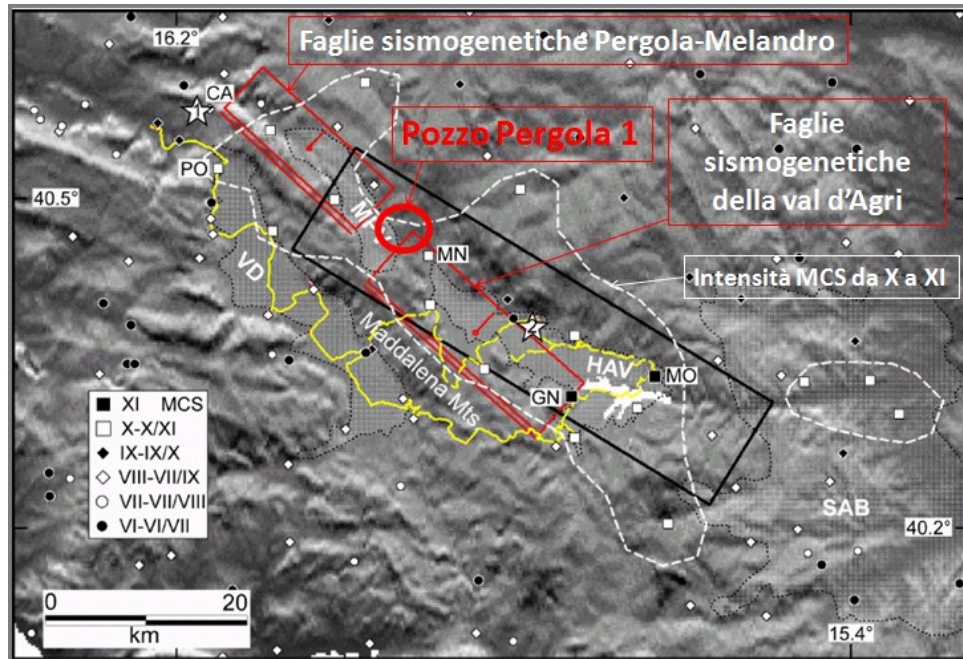 16.2°
Faglie sismogenetiche Pergola-Melandro
CA
1
Pozzo Pergola 1
Faglie
sismogenetiche
della val d'Agri
PO
40.5°
MN
Intensità MCS da X a XI
VD
2
Maddalena Mts
HAV
MO
GN
XI MCS
X-X/XI
IX-IX/X
VIII-VII/IX
VII-VII/VIII
VI-VI/VII
SAB
40.2°
0 20
km
15.4°